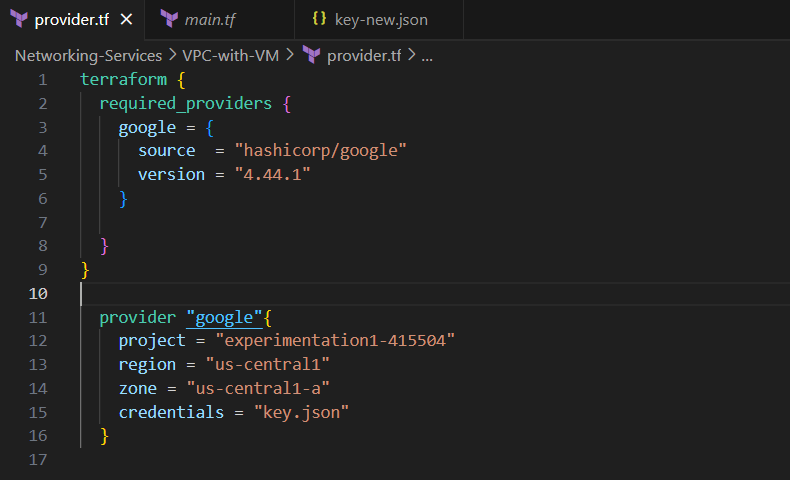 provider.tf × main.tf {} key-new.json
Networking-Services > VPC-with-VM > provider.tf > ...
1 terraform {
2 required_providers {
3 google = {
4 source = "hashicorp/google"
5 version = "4.44.1"
6 }
7
8 }
9 }
10
11 provider "google"{
12 project = "experimentation1-415504"
13 region = "us-central1"
14 zone = "us-central1-a"
15 credentials = "key.json"
16 }
17